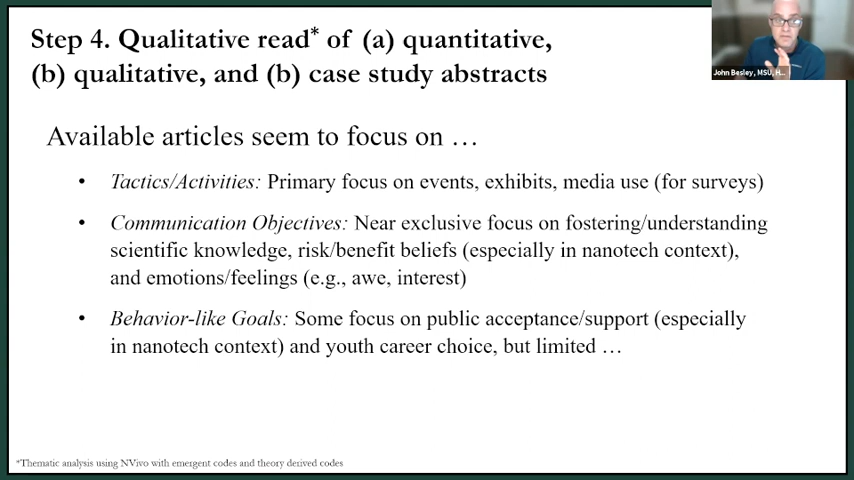 Step 4. Qualitative read* of (a) quantitative,
(b) qualitative, and (b) case study abstracts
John Besley, MSU, H...
Available articles seem to focus on …
• Tactics/Activities: Primary focus on events, exhibits, media use (for surveys)
• Communication Objectives: Near exclusive focus on fostering/understanding
scientific knowledge, risk/benefit beliefs (especially in nanotech context),
and emotions/feelings (e.g., awe, interest)
• Behavior-like Goals: Some focus on public acceptance/support (especially
in nanotech context) and youth career choice, but limited …
*Thematic analysis using NVivo with emergent codes and theory derived codes